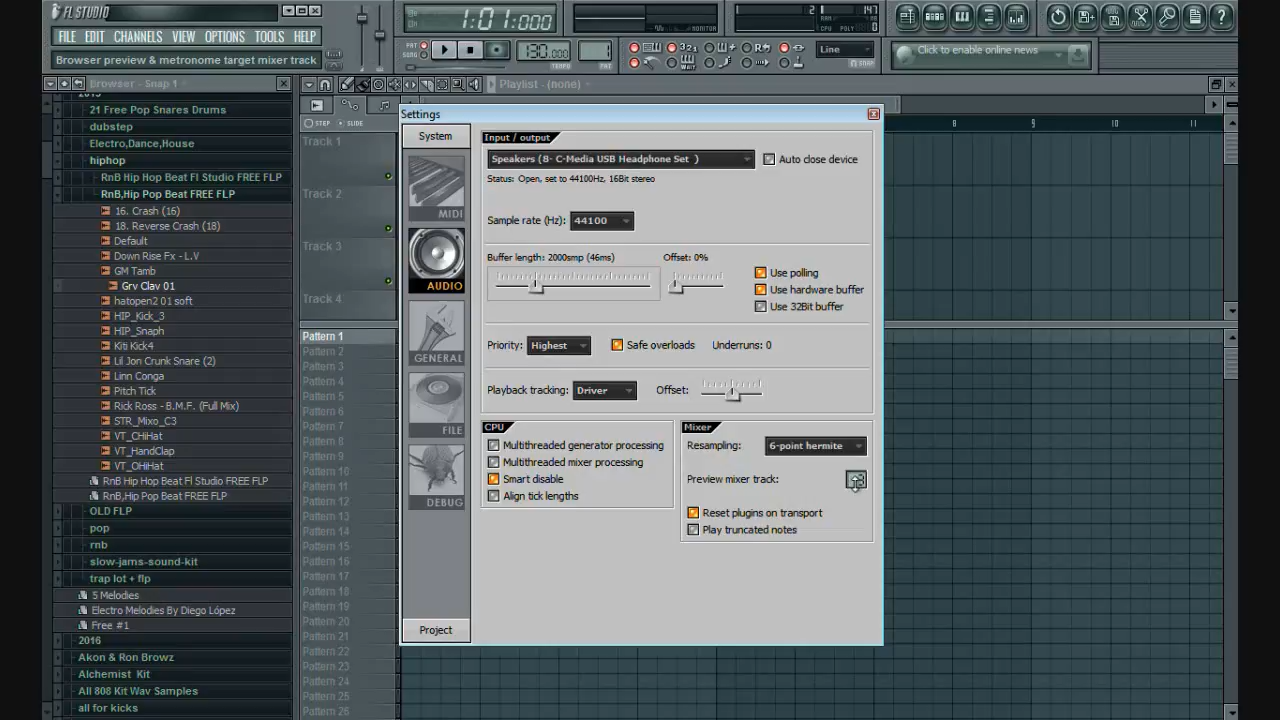 FL STUDIO
FILE EDIT CHANNELS VIEW OPTIONS TOOLS HELP
Browser preview & metronome target mixer track
1:01:000
PAT
SONG
130.000
TEMPO
1
PAT
MONITOR
2
147
RAM
CPU POLY
0
Line
SNAP
Click to enable online news
Browser - Snap 1
Playlist - (none)
STEP
SLIDE
8
9
10
11
21 Free Pop Snares Drums
dubstep
Electro,Dance,House
hiphop
RnB Hip Hop Beat Fl Studio FREE FLP
RnB,Hip Pop Beat FREE FLP
16. Crash (16)
18. Reverse Crash (18)
Default
Down Rise Fx - L.V
GM Tamb
Grv Clav 01
hatopen2 01 soft
HIP_Kick_3
HIP_Snaph
Kiti Kick4
Lil Jon Crunk Snare (2)
Linn Conga
Pitch Tick
Rick Ross - B.M.F. (Full Mix)
STR_Mixo_C3
VT_CHiHat
VT_HandClap
VT_OHiHat
RnB Hip Hop Beat Fl Studio FREE FLP
RnB,Hip Pop Beat FREE FLP
OLD FLP
pop
rnb
slow-jams-sound-kit
trap lot + flp
5 Melodies
Electro Melodies By Diego López
Free #1
2016
Akon & Ron Browz
Alchemist Kit
All 808 Kit Wav Samples
all for kicks
Track 1
Track 2
Track 3
Track 4
Pattern 1
Pattern 2
Pattern 3
Pattern 4
Pattern 5
Pattern 6
Pattern 7
Pattern 8
Pattern 9
Pattern 10
Pattern 11
Pattern 12
Pattern 13
Pattern 14
Pattern 15
Pattern 16
Pattern 17
Pattern 18
Pattern 19
Pattern 20
Pattern 21
Pattern 22
Pattern 23
Pattern 24
Pattern 25
Pattern 26
Settings
System
MIDI
AUDIO
GENERAL
FILE
DEBUG
Project
Input / output
Speakers (8- C-Media USB Headphone Set )
Auto close device
Status: Open, set to 44100Hz, 16Bit stereo
Sample rate (Hz): 44100
Buffer length: 2000smp (46ms)
Offset: 0%
Use polling
Use hardware buffer
Use 32Bit buffer
Priority: Highest
Safe overloads
Underruns: 0
Playback tracking: Driver
Offset:
CPU
Multithreaded generator processing
Multithreaded mixer processing
Smart disable
Align tick lengths
Mixer
Resampling: 6-point hermite
Preview mixer track:
Reset plugins on transport
Play truncated notes